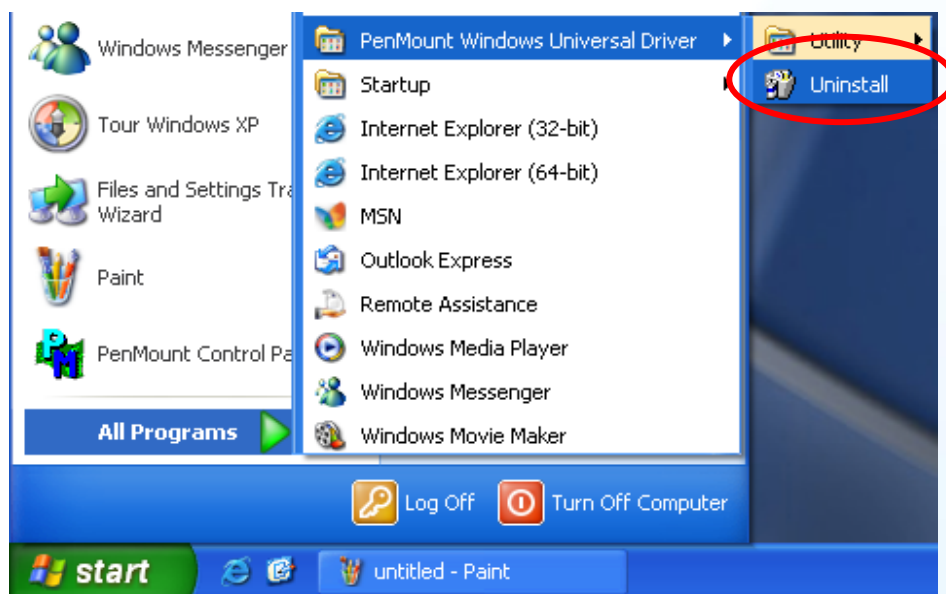 Windows Messenger
Tour Windows XP
Files and Settings Tra
Wizard
Paint
PenMount Control Pa
All Programs
PenMount Windows Universal Driver
Startup
Internet Explorer (32-bit)
Internet Explorer (64-bit)
MSN
Outlook Express
Remote Assistance
Windows Media Player
Windows Messenger
Windows Movie Maker
Utility
Uninstall
Log Off
Turn Off Computer
start
untitled - Paint